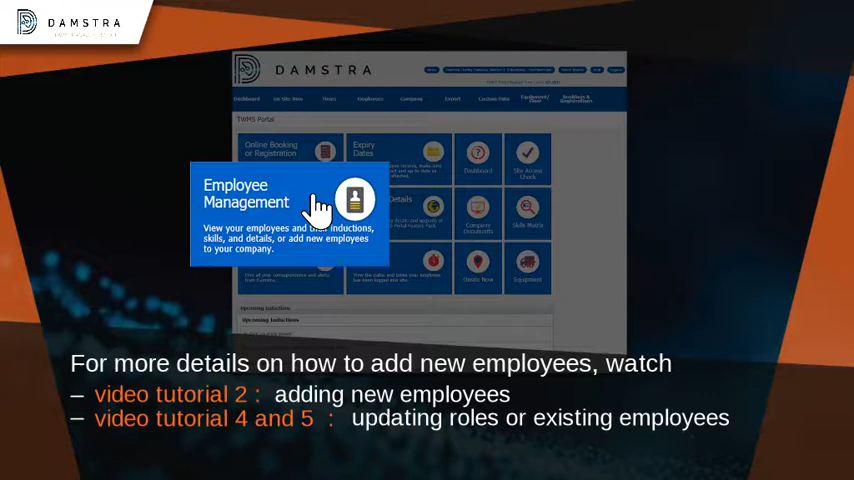 DAMSTRA
DAMSTRA
Dashboard On Site Now Hours Employees Company Export Custom Data Equipment/ Bookings &
Registrations
TWMS Portal
Online Booking
or Registration
Expiry
Dates
Dashboard
Site Access
Check
Employee
Management
View your employees and their inductions,
skills, and details, or add new employees
to your company.
Details
Company
Documents
Skills Matrix
Onsite Now
Equipment
Upcoming Inductions
For more details on how to add new employees, watch
– video tutorial 2 : adding new employees
– video tutorial 4 and 5 : updating roles or existing employees